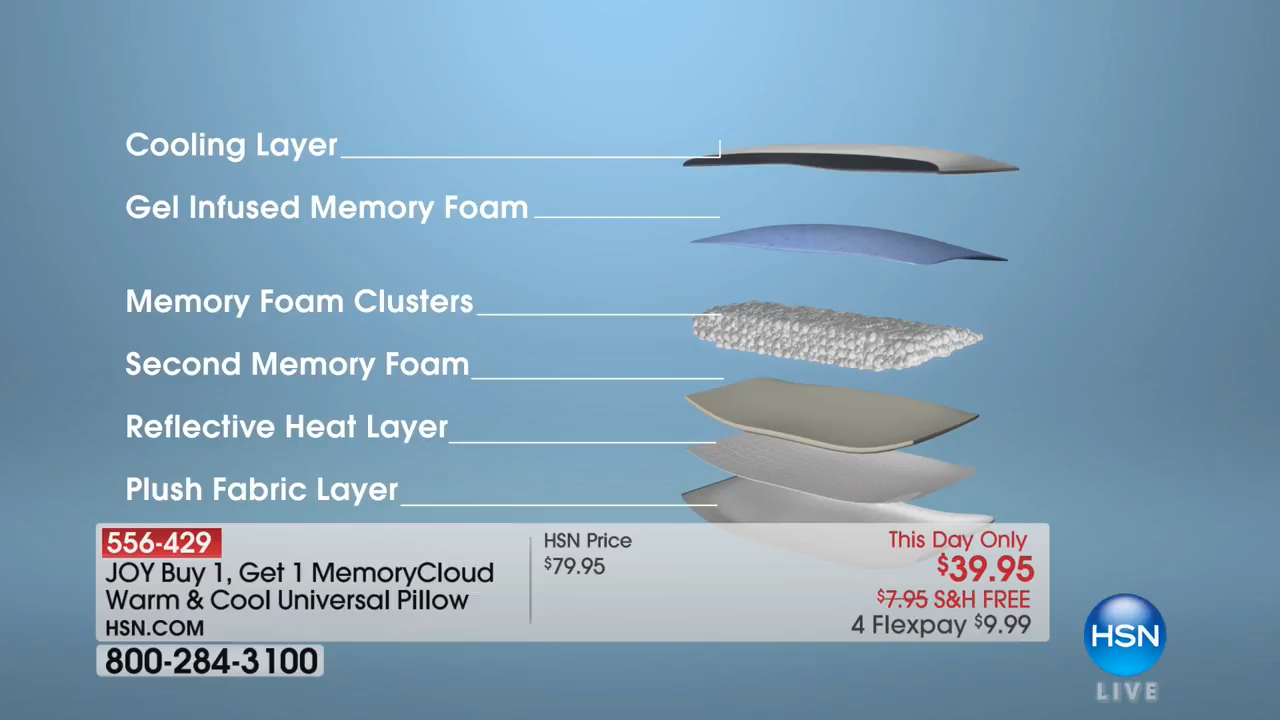 Cooling Layer
Gel Infused Memory Foam
Memory Foam Clusters
Second Memory Foam
Reflective Heat Layer
Plush Fabric Layer
556-429
JOY Buy 1, Get 1 MemoryCloud
Warm & Cool Universal Pillow
HSN.COM
800-284-3100
HSN Price
$79.95
This Day Only
$39.95
$7.95 S&H FREE
4 Flexpay $9.99
HSN
LIVE